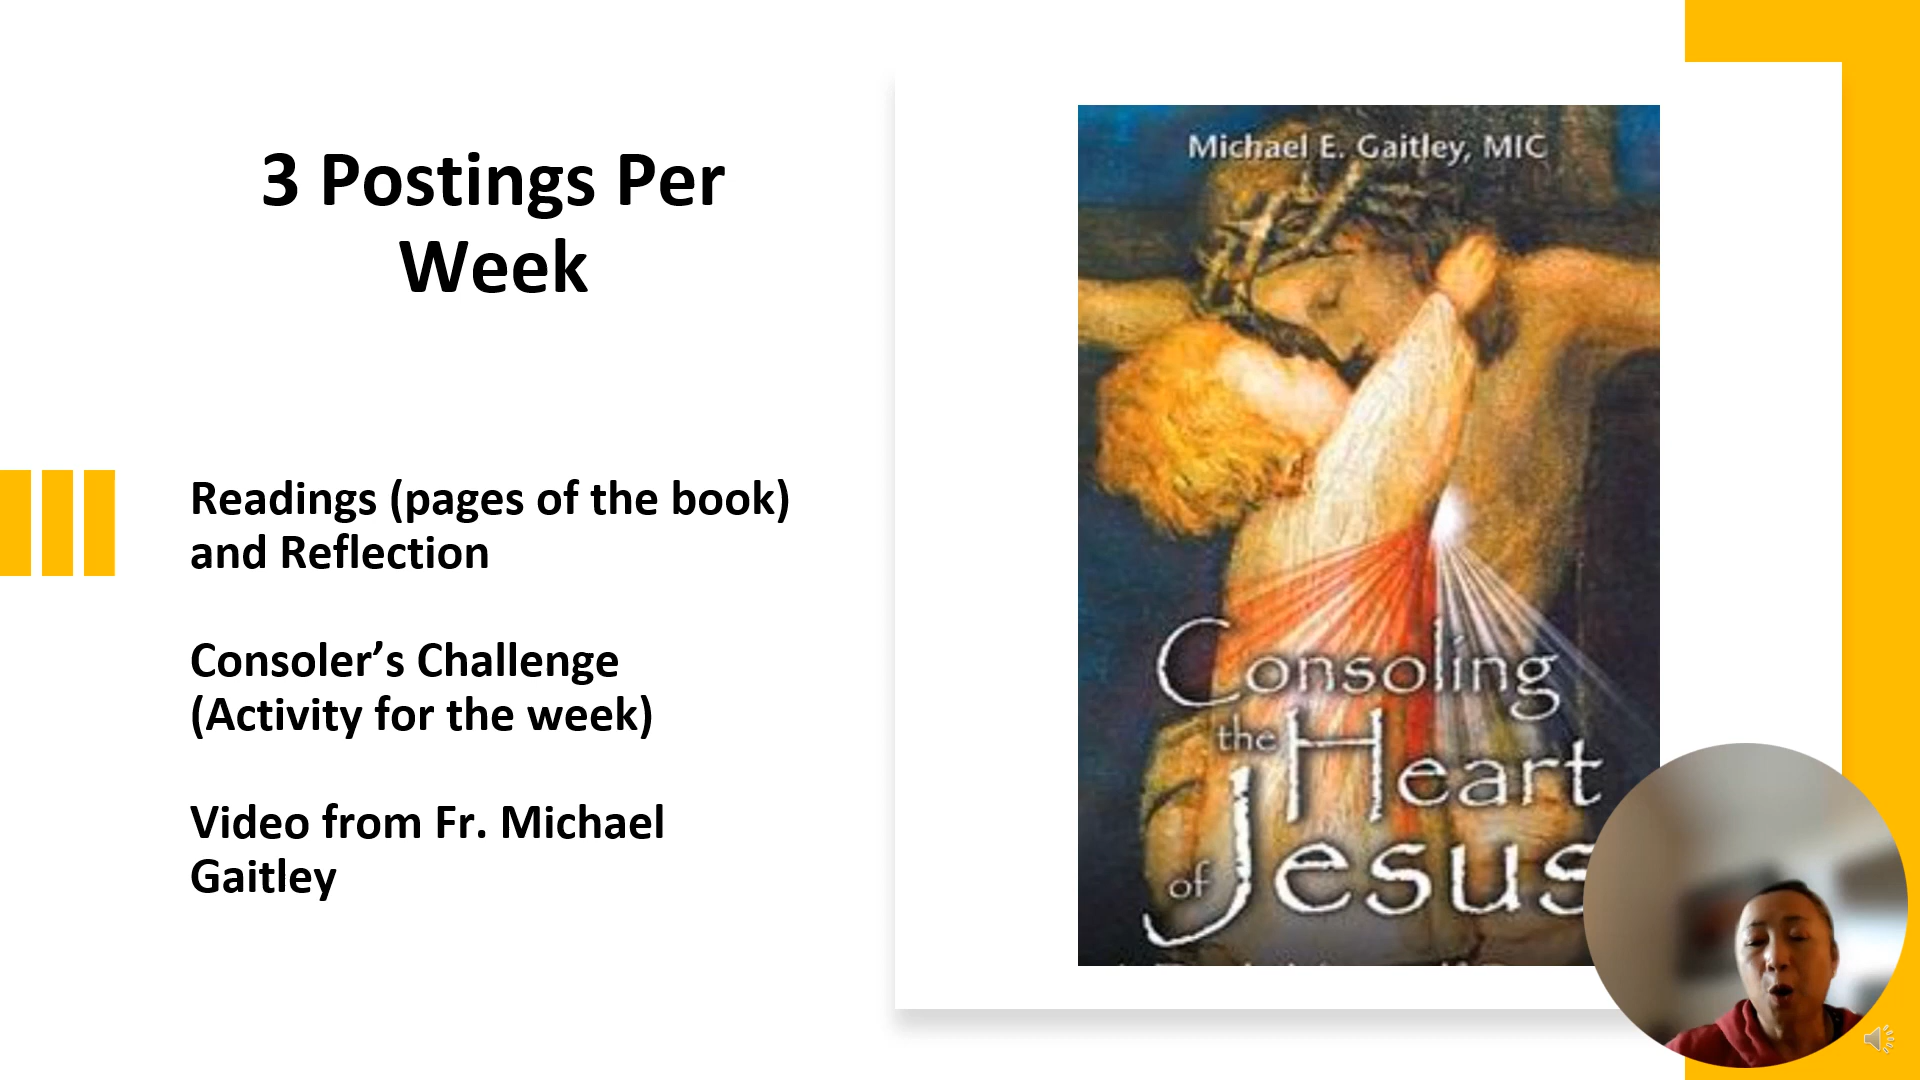 3 Postings Per
Week
Readings (pages of the book)
and Reflection
Consoler’s Challenge
(Activity for the week)
Video from Fr. Michael
Gaitley
Michael E. Gaitley, MIC
Consoling
the Heart
of Jesus